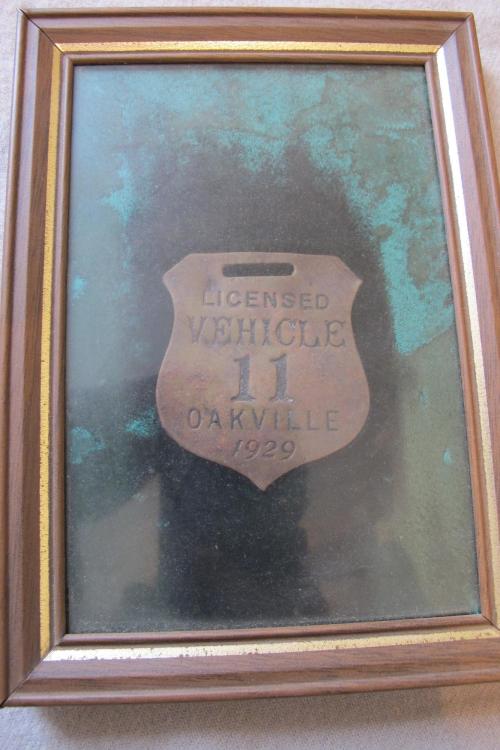 LICENSED
VEHICLE
11
OAKVILLE
1929